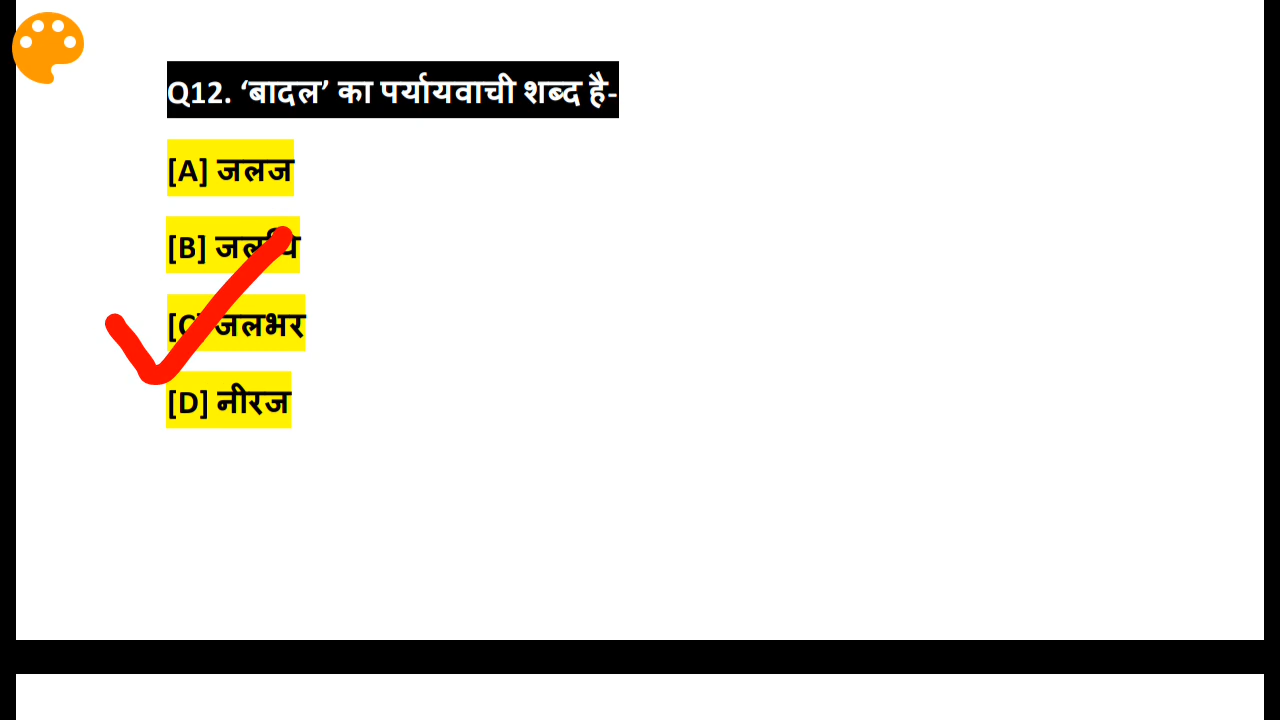 Q12. ‘बादल’ का पर्यायवाची शब्द है-
[A] जलज
[B]
[C] जलभर
[D] नीरज